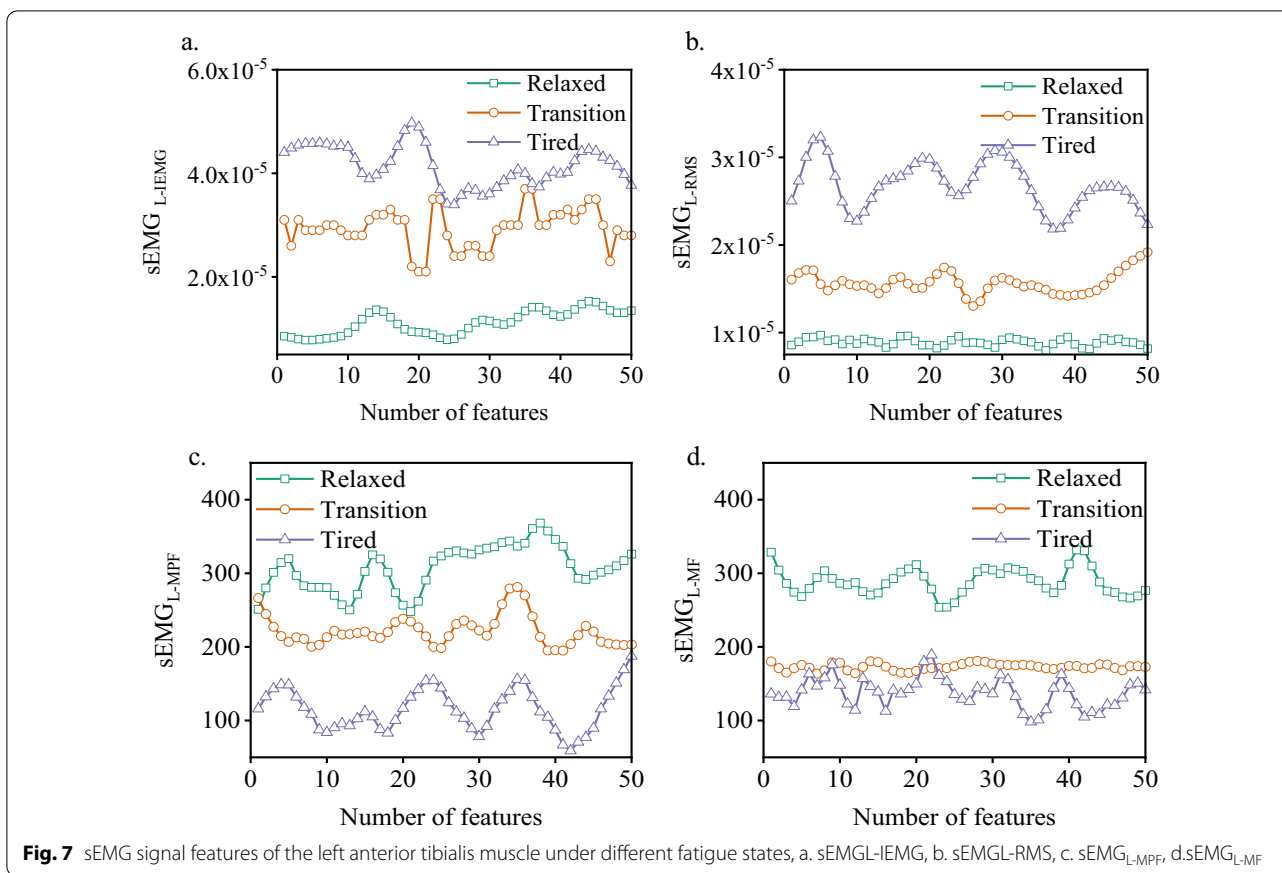 a.
6.0x10⁻⁵
4.0x10⁻⁵
2.0x10⁻⁵
sEMG L-IEMG
Relaxed
Transition
Tired
0 10 20 30 40 50
Number of features
b.
4x10⁻⁵
3x10⁻⁵
2x10⁻⁵
1x10⁻⁵
sEMG L-RMS
Relaxed
Transition
Tired
0 10 20 30 40 50
Number of features
c.
400
300
200
100
sEMG L-MPF
Relaxed
Transition
Tired
0 10 20 30 40 50
Number of features
d.
400
300
200
100
sEMG L-MF
Relaxed
Transition
Tired
0 10 20 30 40 50
Number of features
Fig. 7 sEMG signal features of the left anterior tibialis muscle under different fatigue states, a. sEMGL-IEMG, b. sEMGL-RMS, c. sEMG L-MPF, d.sEMG L-MF